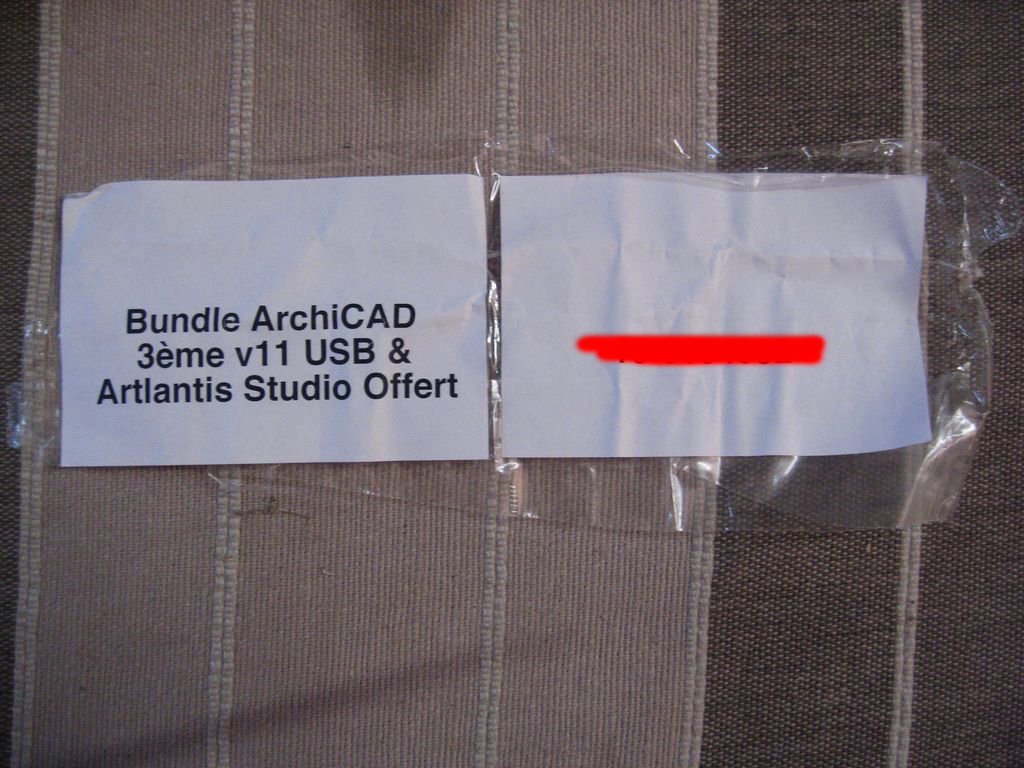 Bundle ArchiCAD
3ème v11 USB &
Artlantis Studio Offert